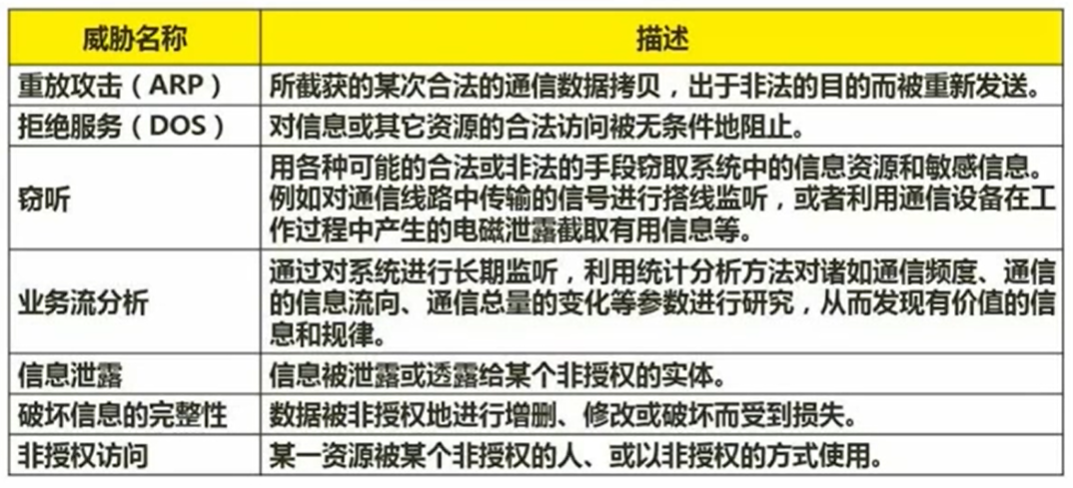 威胁名称 描述
重放攻击（ARP） 所截获的某次合法的通信数据拷贝，出于非法的目的而被重新发送。
拒绝服务（DOS） 对信息或其它资源的合法访问被无条件地阻止。
窃听 用各种可能的合法或非法的手段窃取系统中的信息资源和敏感信息。
例如对通信线路中传输的信号进行搭线监听，或者利用通信设备在工
作过程中产生的电磁泄露截取有用信息等。
业务流分析 通过对系统进行长期监听，利用统计分析方法对诸如通信频度、通信
的信息流向、通信总量的变化等参数进行研究，从而发现有价值的信
息和规律。
信息泄露 信息被泄露或透露给某个非授权的实体。
破坏信息的完整性 数据被非授权地进行增删、修改或破坏而受到损失。
非授权访问 某一资源被某个非授权的人、或以非授权的方式使用。